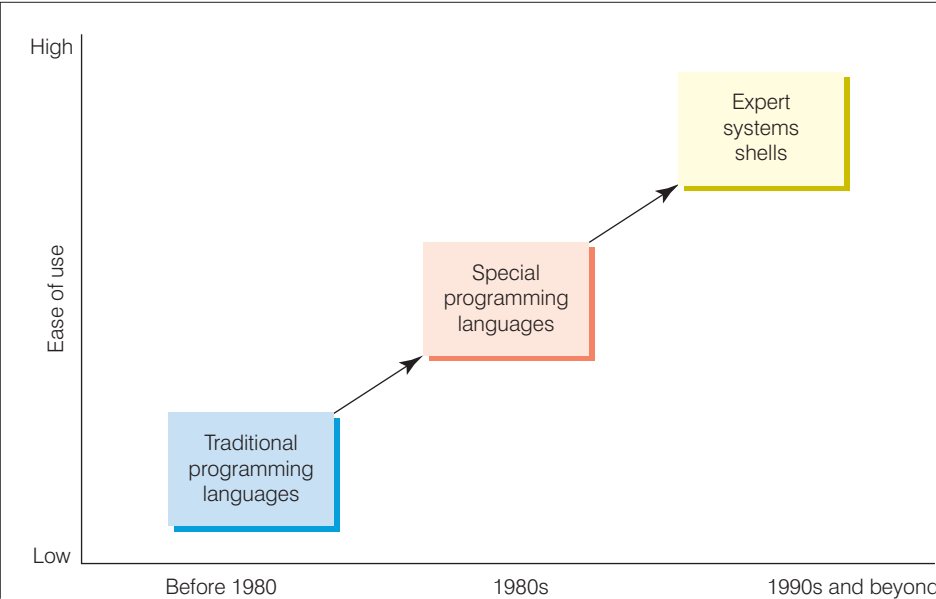 High
Expert
systems
shells
Ease of use
Special
programming
languages
Traditional
programming
languages
Low
Before 1980
1980s
1990s and beyond